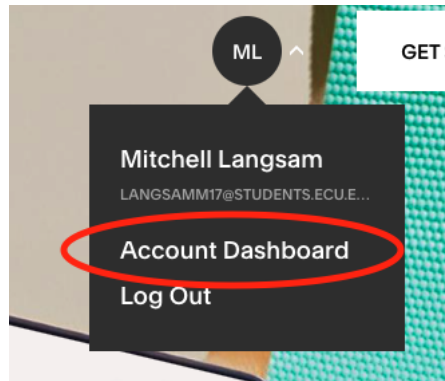 ML
GET
Mitchell Langsam
LANGSAMM17@STUDENTS.ECU.E...
Account Dashboard
Log Out